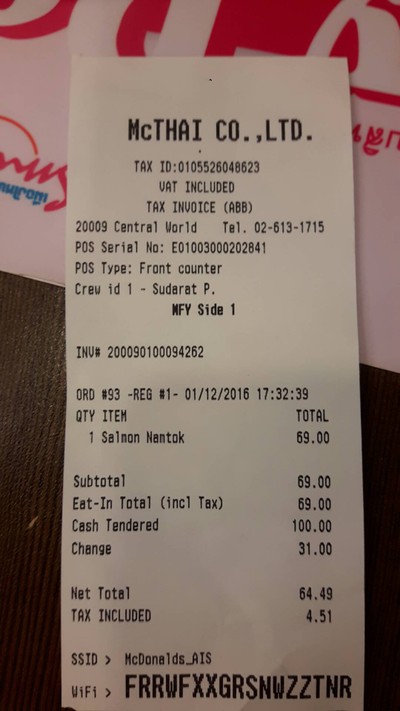 McTHAI CO.,LTD.
TAX ID:0105526048623
VAT INCLUDED
TAX INVOICE (ABB)
20009 Central World Tel. 02-613-1715
POS Serial No: E01003000202841
POS Type: Front counter
Crew id 1 - Sudarat P.
MFY Side 1
INV# 200090100094262
ORD #93 -REG #1- 01/12/2016 17:32:39
QTY ITEM TOTAL
1 Salmon Namtok 69.00
Subtotal 69.00
Eat-In Total (incl Tax) 69.00
Cash Tendered 100.00
Change 31.00
Net Total 64.49
TAX INCLUDED 4.51
SSID > McDonalds_AIS
WiFi > FRRWFXXGRSNWZZTNR